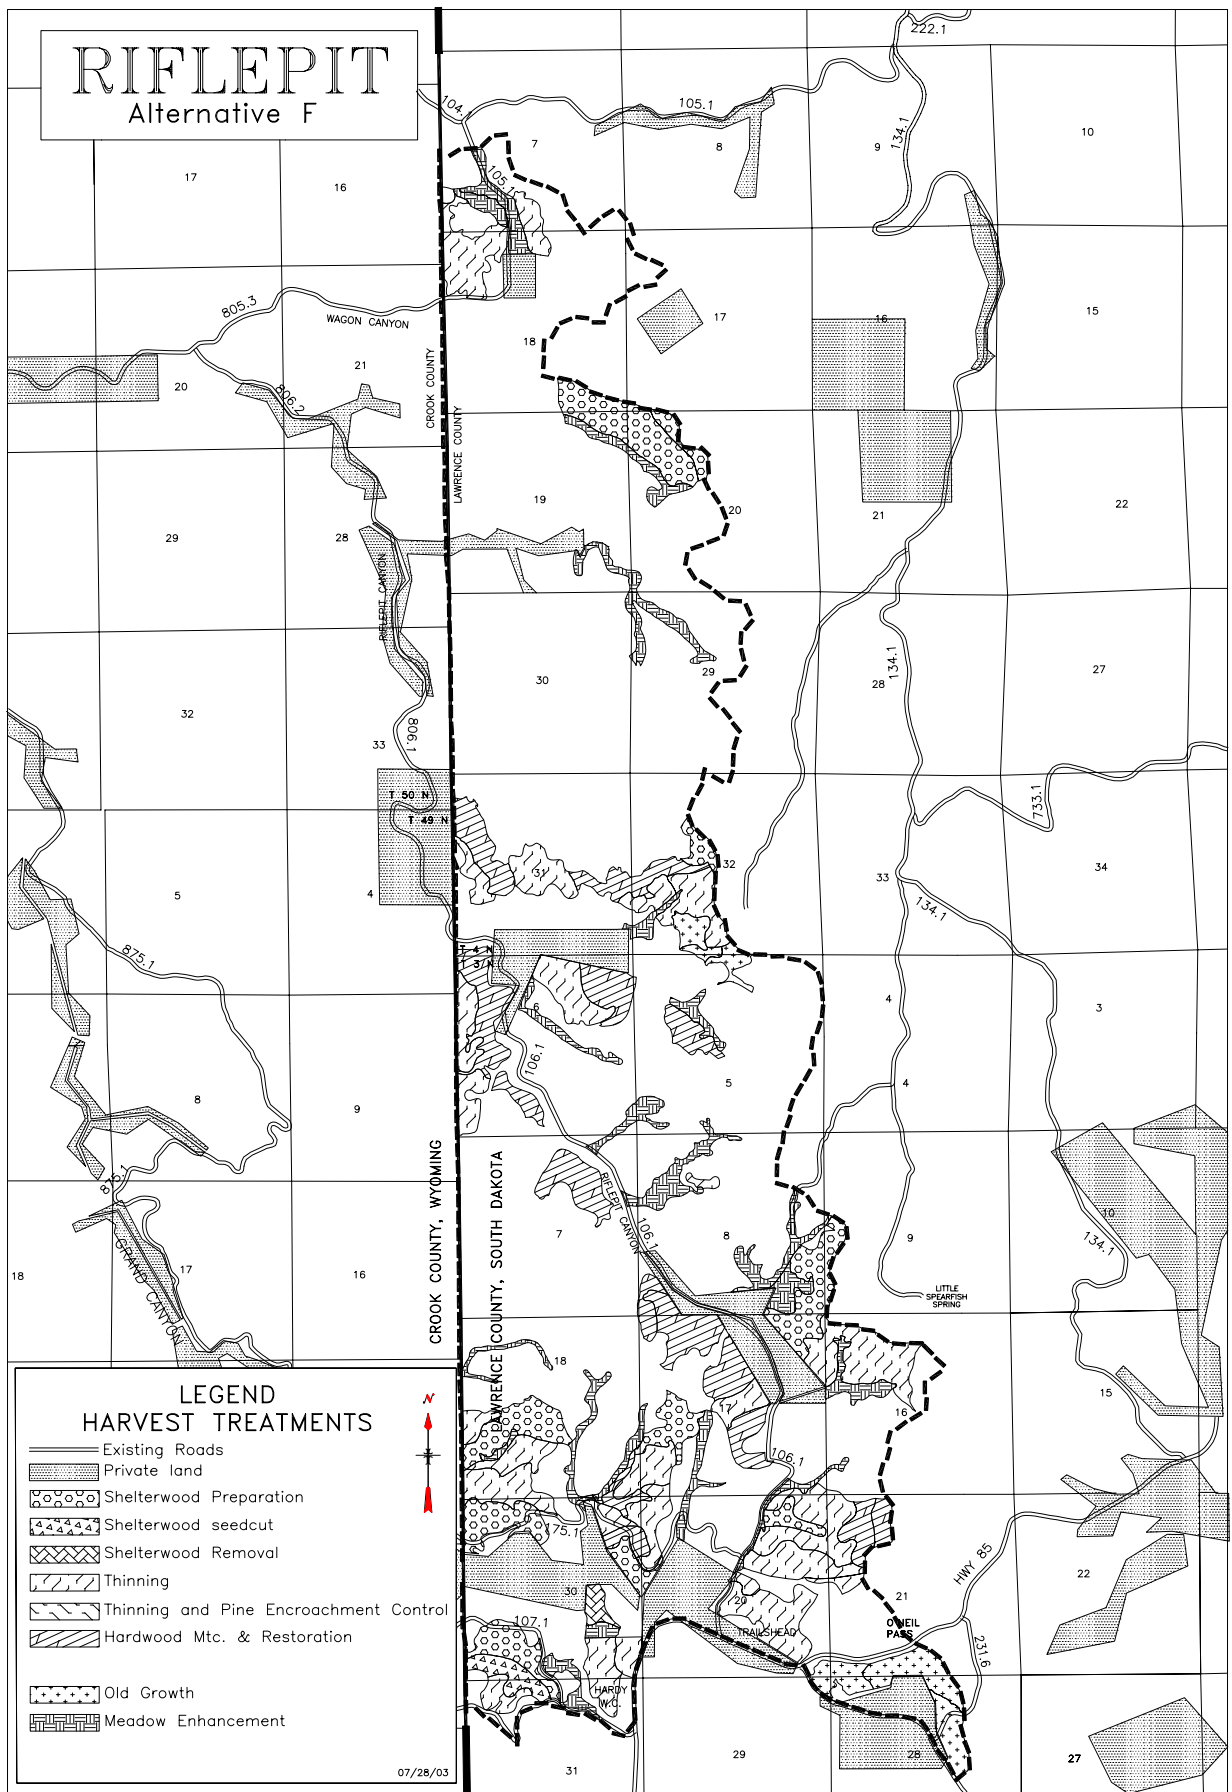 RIFLEPIT
Alternative F
222.1
104.
105.1
134.1
7
8
9
10
17
16
105.1
805.3
WAGON CANYON
18
17
16
15
20
21
806.2
CROOK COUNTY
LAWRENCE COUNTY
19
20
21
22
29
28
RIFLEPIT CANYON
134.1
30
29
28
27
32
33
806.1
T 50 N
T 49 N
733.1
31
32
33
34
5
4
134.1
875.1
T 4 N
T 3 N
6
4
3
106.1
5
4
8
9
875.1
CROOK COUNTY, WYOMING
LAWRENCE COUNTY, SOUTH DAKOTA
RIFLEPIT CANYON
106.1
7
8
9
10
134.1
GRAND CANYON
18
17
16
LITTLE
SPEARFISH
SPRING
18
17
16
15
106.1
175.1
HWY 85
30
20
21
22
107.1
TRAILSHEAD
O'NEIL
PASS
231.6
HARDY
W.C.
31
29
28
27
LEGEND
HARVEST TREATMENTS
N
Existing Roads
Private land
Shelterwood Preparation
Shelterwood seedcut
Shelterwood Removal
Thinning
Thinning and Pine Encroachment Control
Hardwood Mtc. & Restoration
Old Growth
Meadow Enhancement
07/28/03